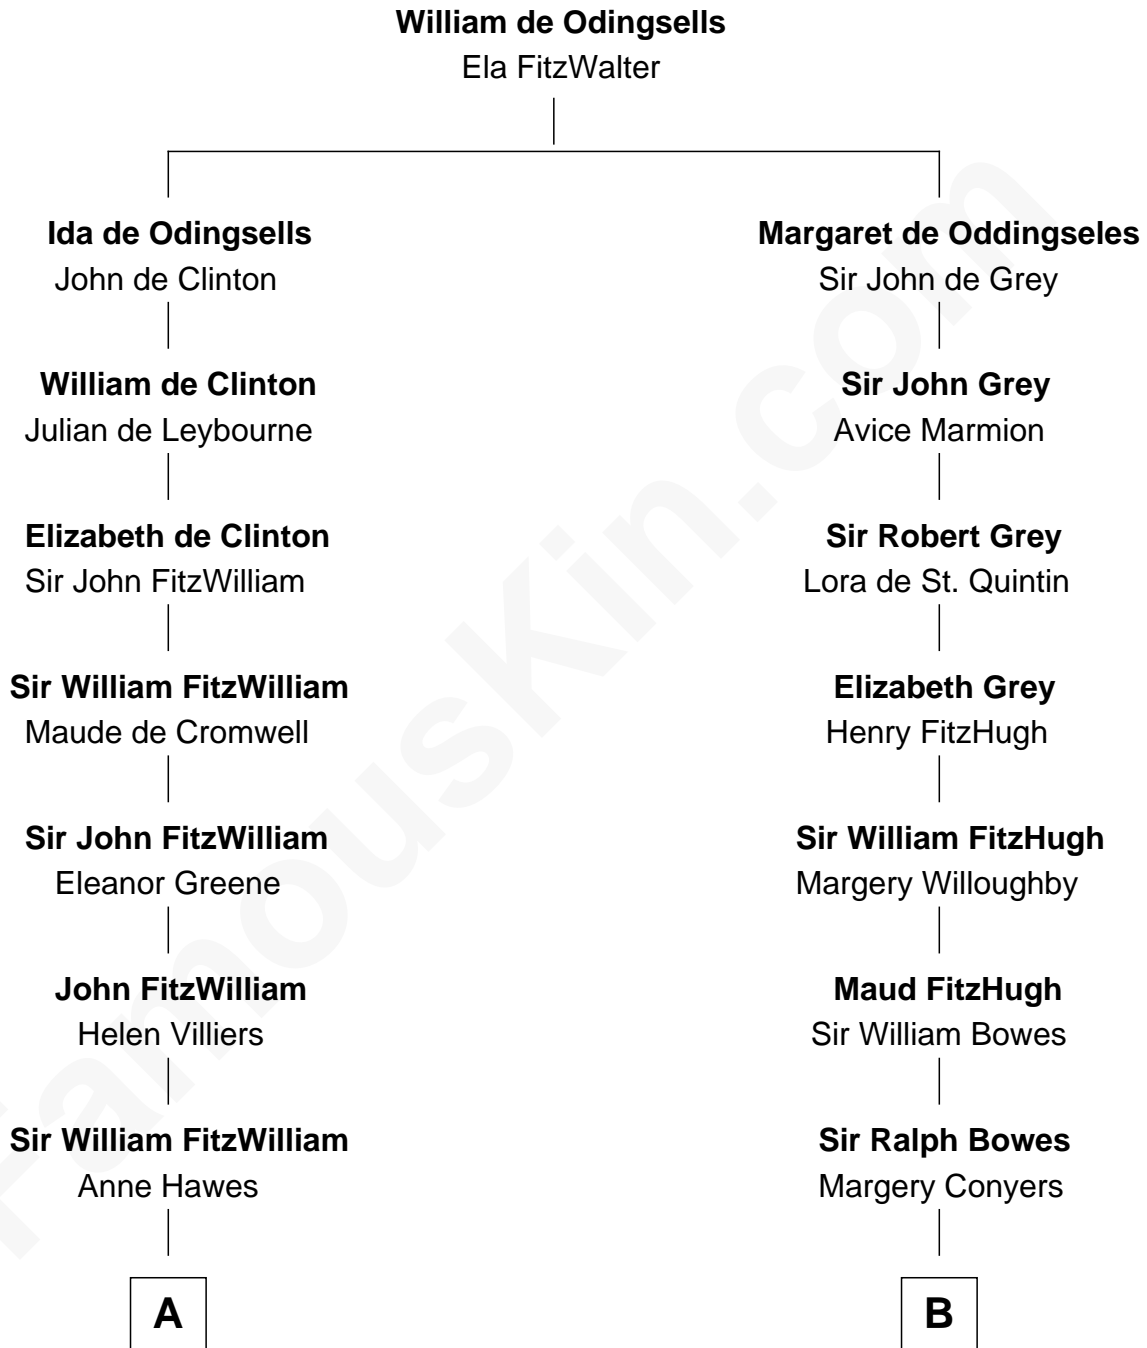 William de Odingsells
Ela FitzWalter
Ida de Odingsells
John de Clinton
William de Clinton
Julian de Leybourne
Elizabeth de Clinton
Sir John FitzWilliam
Sir William FitzWilliam
Maude de Cromwell
Sir John FitzWilliam
Eleanor Greene
John FitzWilliam
Helen Villiers
Sir William FitzWilliam
Anne Hawes
A
Margaret de Oddingseles
Sir John de Grey
Sir John Grey
Avice Marmion
Sir Robert Grey
Lora de St. Quintin
Elizabeth Grey
Henry FitzHugh
Sir William FitzHugh
Margery Willoughby
Maud FitzHugh
Sir William Bowes
Sir Ralph Bowes
Margery Conyers
B
FamousKin.com